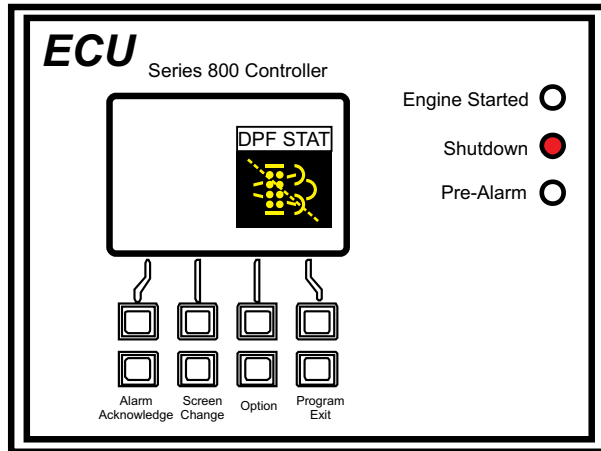 ECU
Series 800 Controller
DPF STAT
Engine Started
Shutdown
Pre-Alarm
Alarm
Acknowledge
Screen
Change
Option
Program
Exit